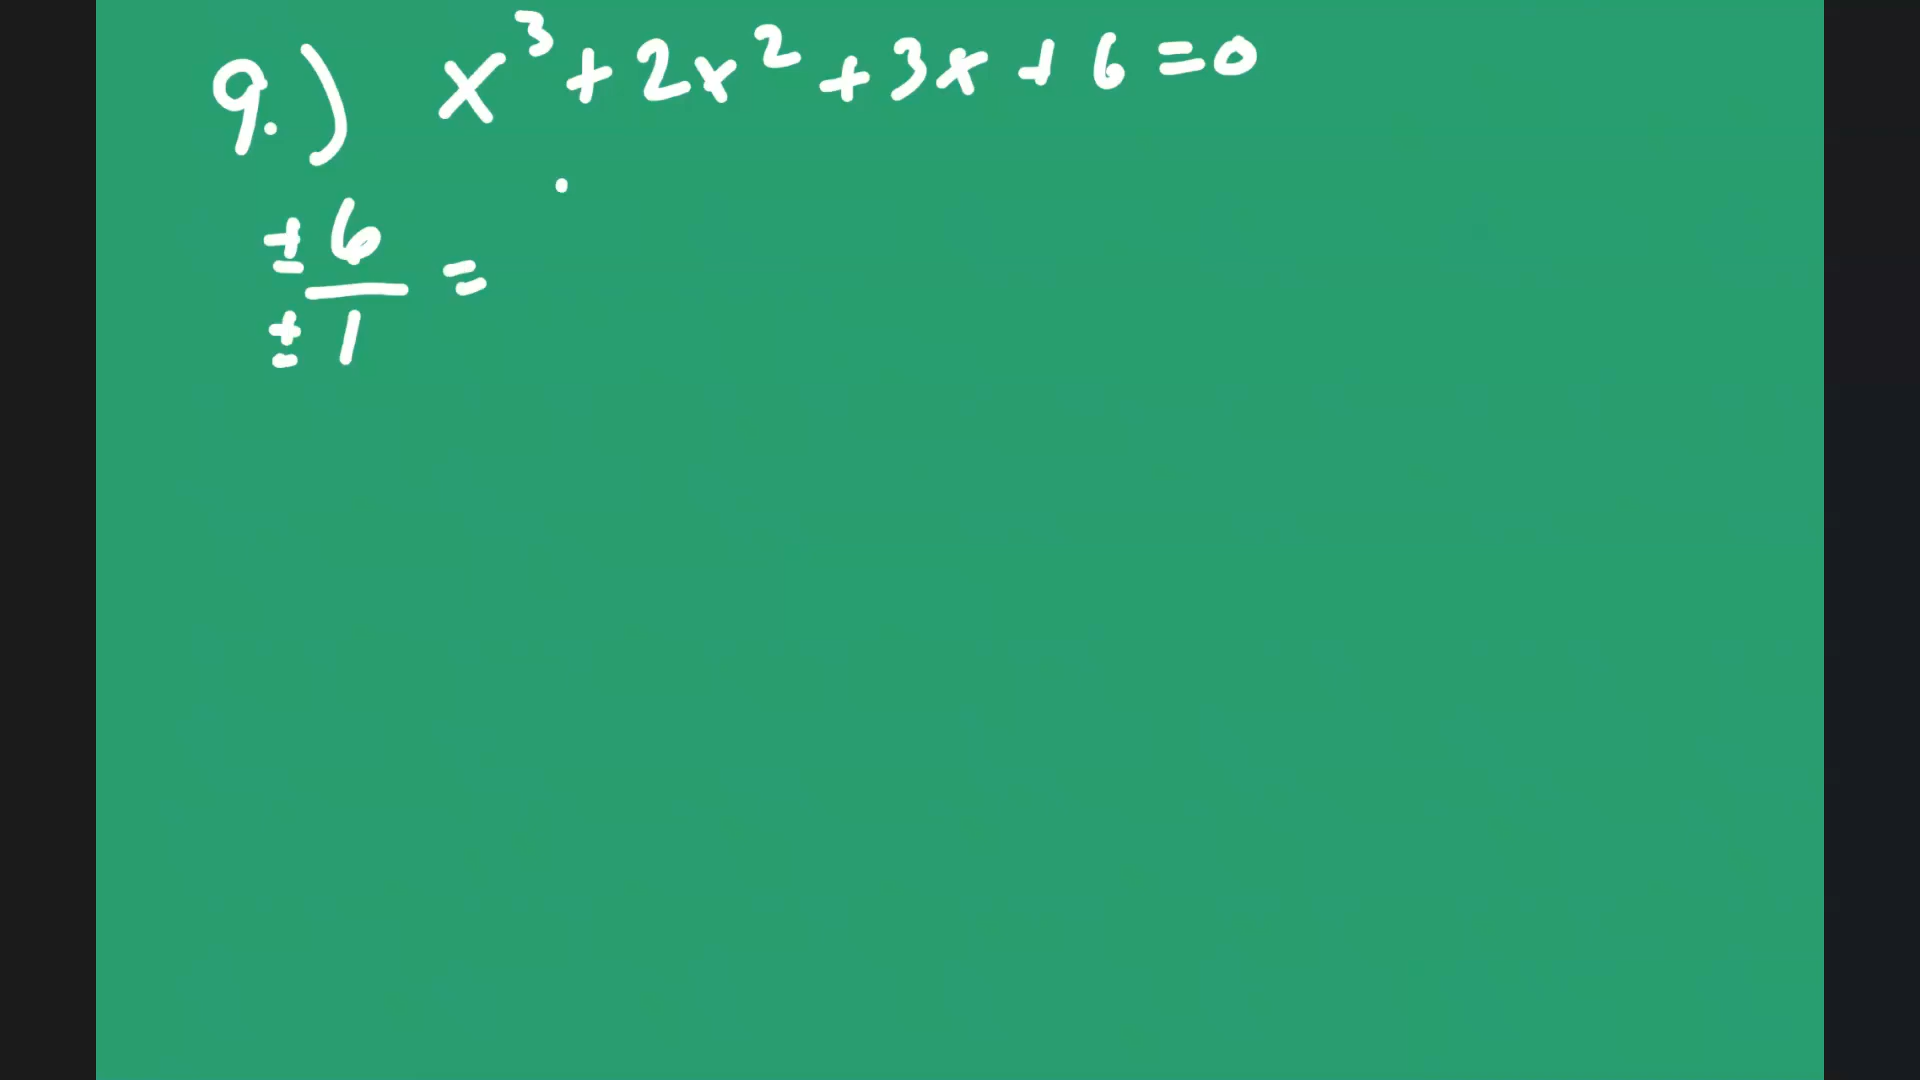 9.) x³+2x²+3x+6=0
±6/±1 =